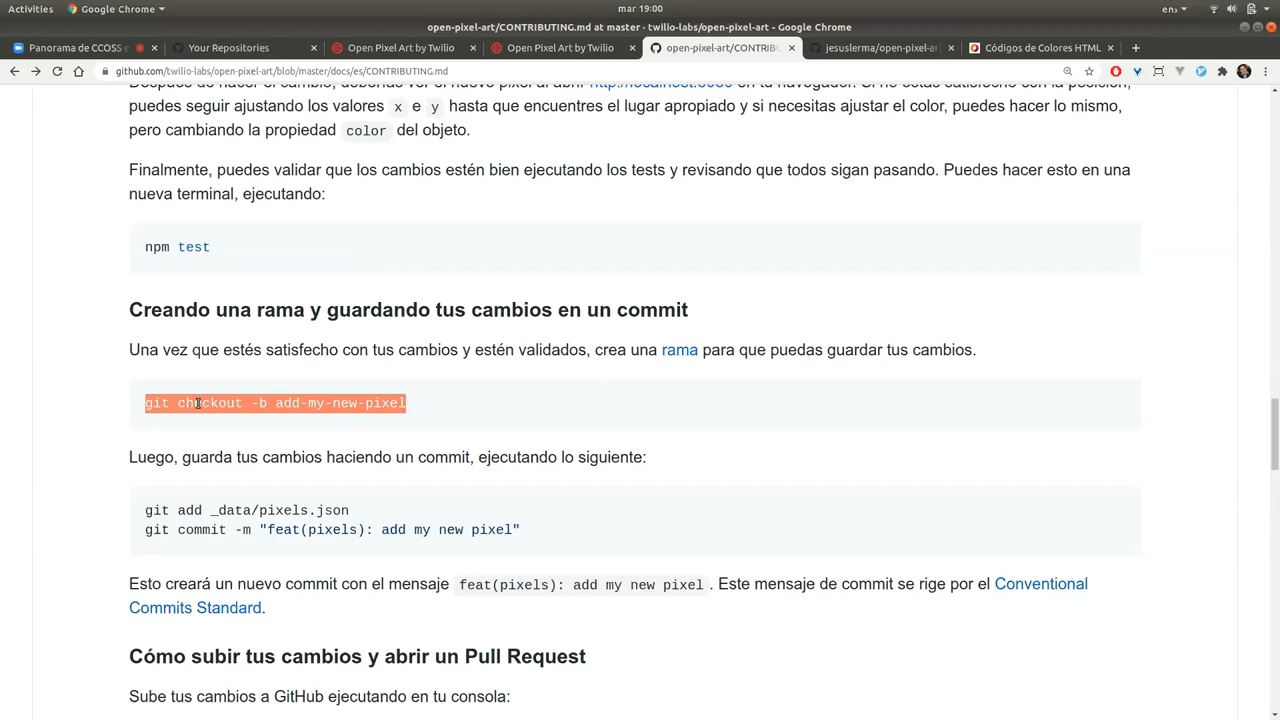 Activities
Google Chrome
mar 19:00
en
open-pixel-art/CONTRIBUTING.md at master · twilio-labs/open-pixel-art - Google Chrome
Panorama de CCOSS e
Your Repositories
Open Pixel Art by Twilio
Open Pixel Art by Twilio
open-pixel-art/CONTRIBU
jesuslerma/open-pixel-ar
Códigos de Colores HTML
github.com/twilio-labs/open-pixel-art/blob/master/docs/es/CONTRIBUTING.md
puedes seguir ajustando los valores x e y hasta que encuentres el lugar apropiado y si necesitas ajustar el color, puedes hacer lo mismo,
pero cambiando la propiedad color del objeto.
Finalmente, puedes validar que los cambios estén bien ejecutando los tests y revisando que todos sigan pasando. Puedes hacer esto en una
nueva terminal, ejecutando:
npm test
Creando una rama y guardando tus cambios en un commit
Una vez que estés satisfecho con tus cambios y estén validados, crea una rama para que puedas guardar tus cambios.
git checkout -b add-my-new-pixel
Luego, guarda tus cambios haciendo un commit, ejecutando lo siguiente:
git add _data/pixels.json
git commit -m "feat(pixels): add my new pixel"
Esto creará un nuevo commit con el mensaje feat(pixels): add my new pixel. Este mensaje de commit se rige por el Conventional
Commits Standard.
Cómo subir tus cambios y abrir un Pull Request
Sube tus cambios a GitHub ejecutando en tu consola: